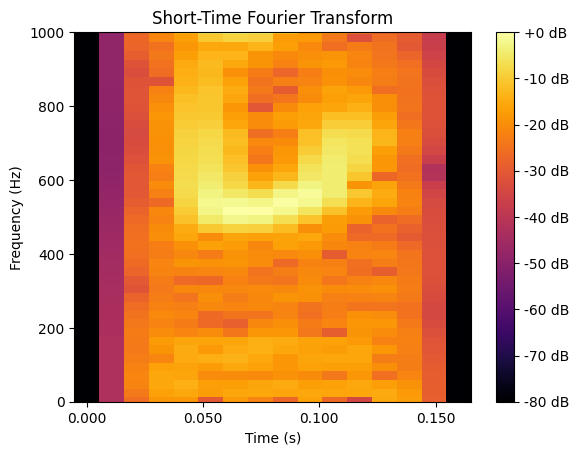 Short-Time Fourier Transform
1000
800
600
400
200
0
Frequency (Hz)
0.000
0.050
0.100
0.150
Time (s)
+0 dB
-10 dB
-20 dB
-30 dB
-40 dB
-50 dB
-60 dB
-70 dB
-80 dB